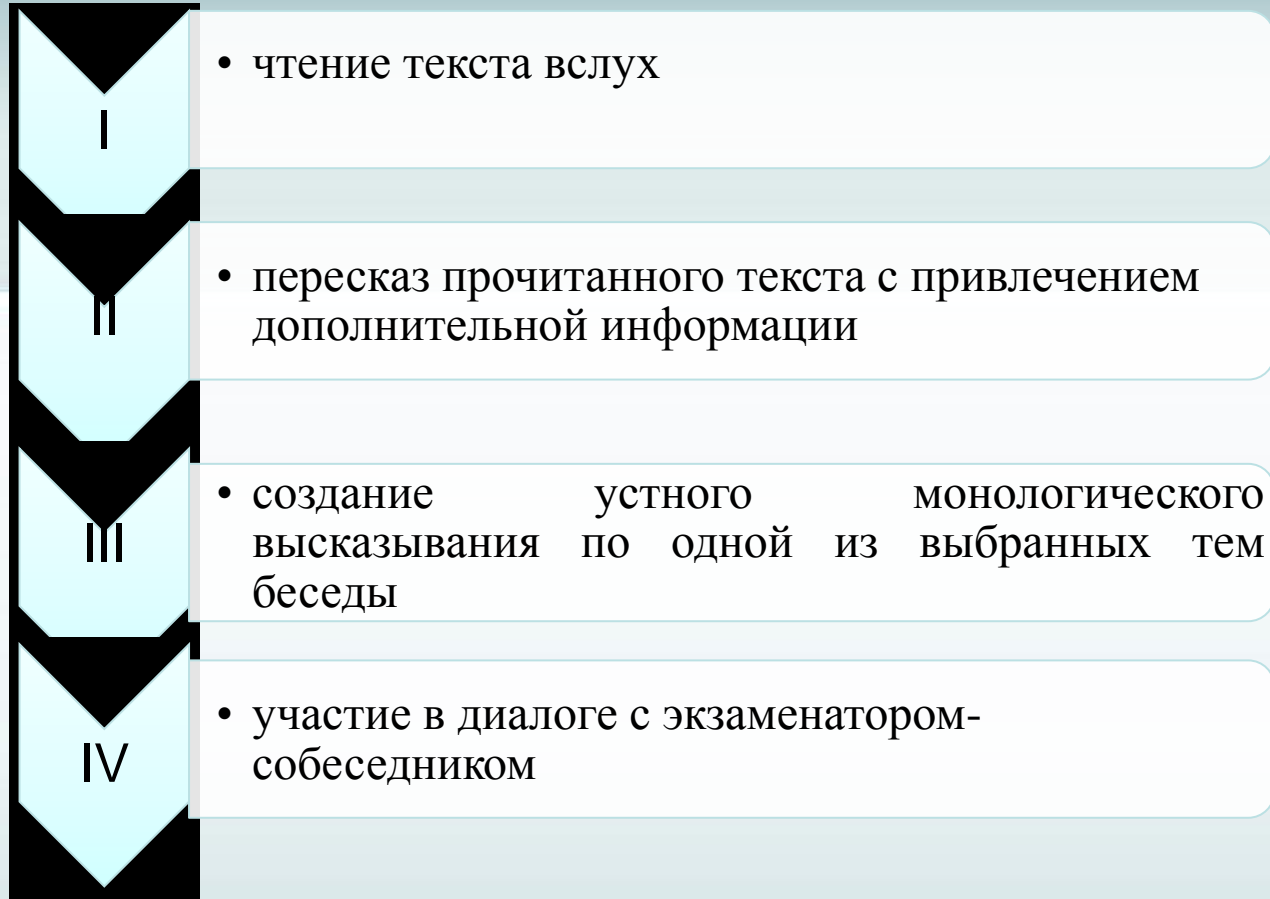 I
• чтение текста вслух
II
• пересказ прочитанного текста с привлечением
дополнительной информации
III
• создание устного монологического
высказывания по одной из выбранных тем
беседы
IV
• участие в диалоге с экзаменатором-
собеседником